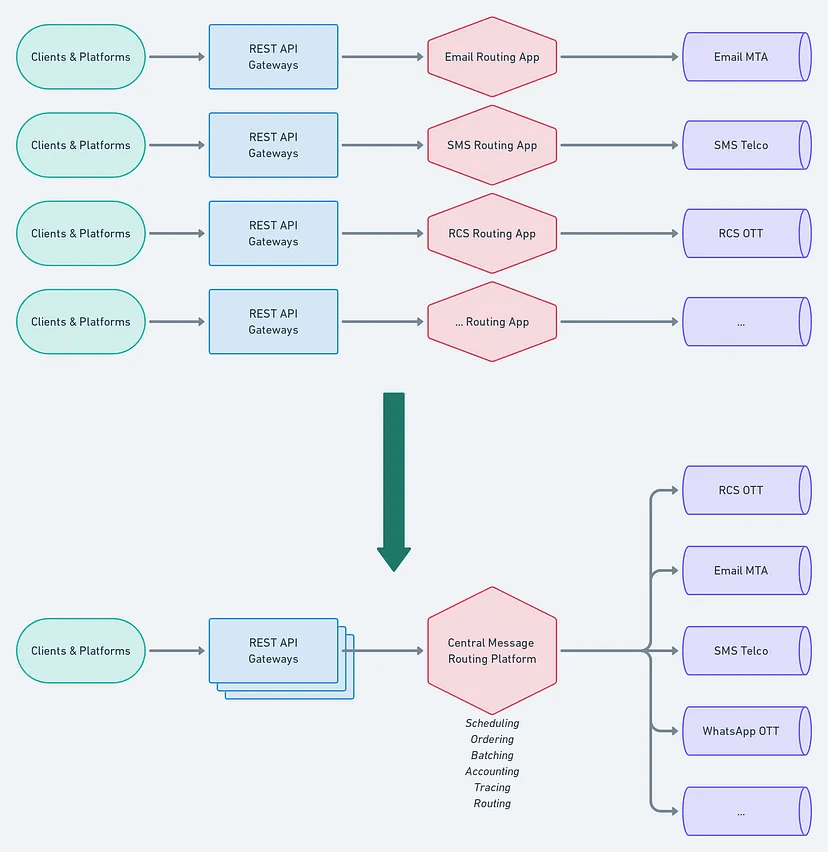 Clients & Platforms
REST API
Gateways
Email Routing App
Email MTA
Clients & Platforms
REST API
Gateways
SMS Routing App
SMS Telco
Clients & Platforms
REST API
Gateways
RCS Routing App
RCS OTT
Clients & Platforms
REST API
Gateways
... Routing App
...
Clients & Platforms
REST API
Gateways
Central Message
Routing Platform
Scheduling
Ordering
Batching
Accounting
Tracing
Routing
RCS OTT
Email MTA
SMS Telco
WhatsApp OTT
...